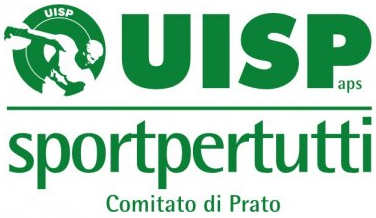 UISP
UISP aps
sportpertutti
Comitato di Prato